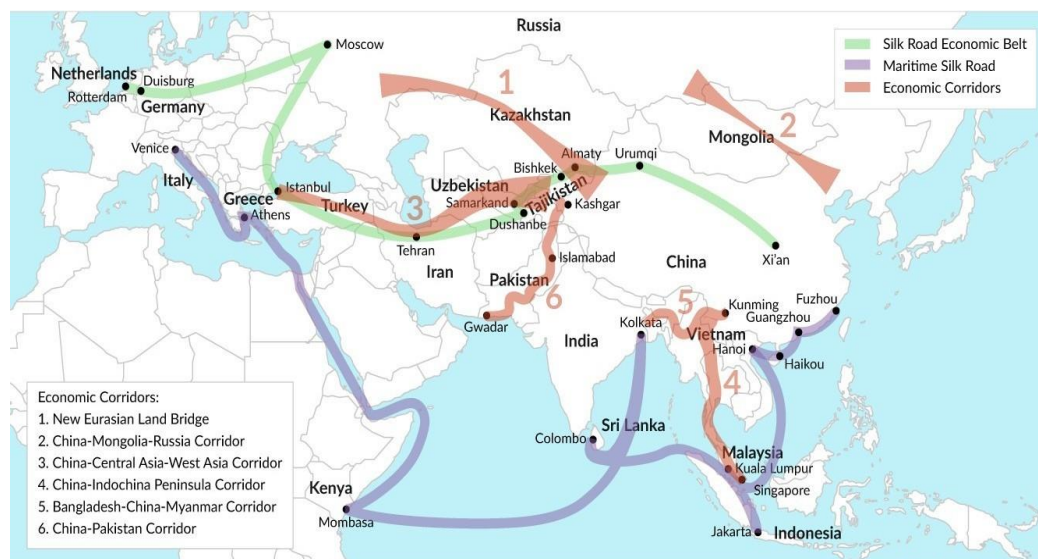 Russia
Moscow
Silk Road Economic Belt
Maritime Silk Road
Economic Corridors
Netherlands
Duisburg
Rotterdam
Germany
1
Kazakhstan
2
Mongolia
Venice
Italy
Almaty
Urumqi
Bishkek
Greece
Istanbul
Athens
Turkey
3
Uzbekistan
Samarkand
Tajikistan
Kashgar
Dushanbe
Tehran
Iran
Islamabad
Pakistan
6
Gwadar
China
Xi'an
India
Kolkata
5
Kunming
Fuzhou
Guangzhou
Vietnam
Hanoi
Haikou
4
Colombo
Sri Lanka
Malaysia
Kuala Lumpur
Singapore
Jakarta
Indonesia
Kenya
Mombasa
Economic Corridors:
1. New Eurasian Land Bridge
2. China-Mongolia-Russia Corridor
3. China-Central Asia-West Asia Corridor
4. China-Indochina Peninsula Corridor
5. Bangladesh-China-Myanmar Corridor
6. China-Pakistan Corridor